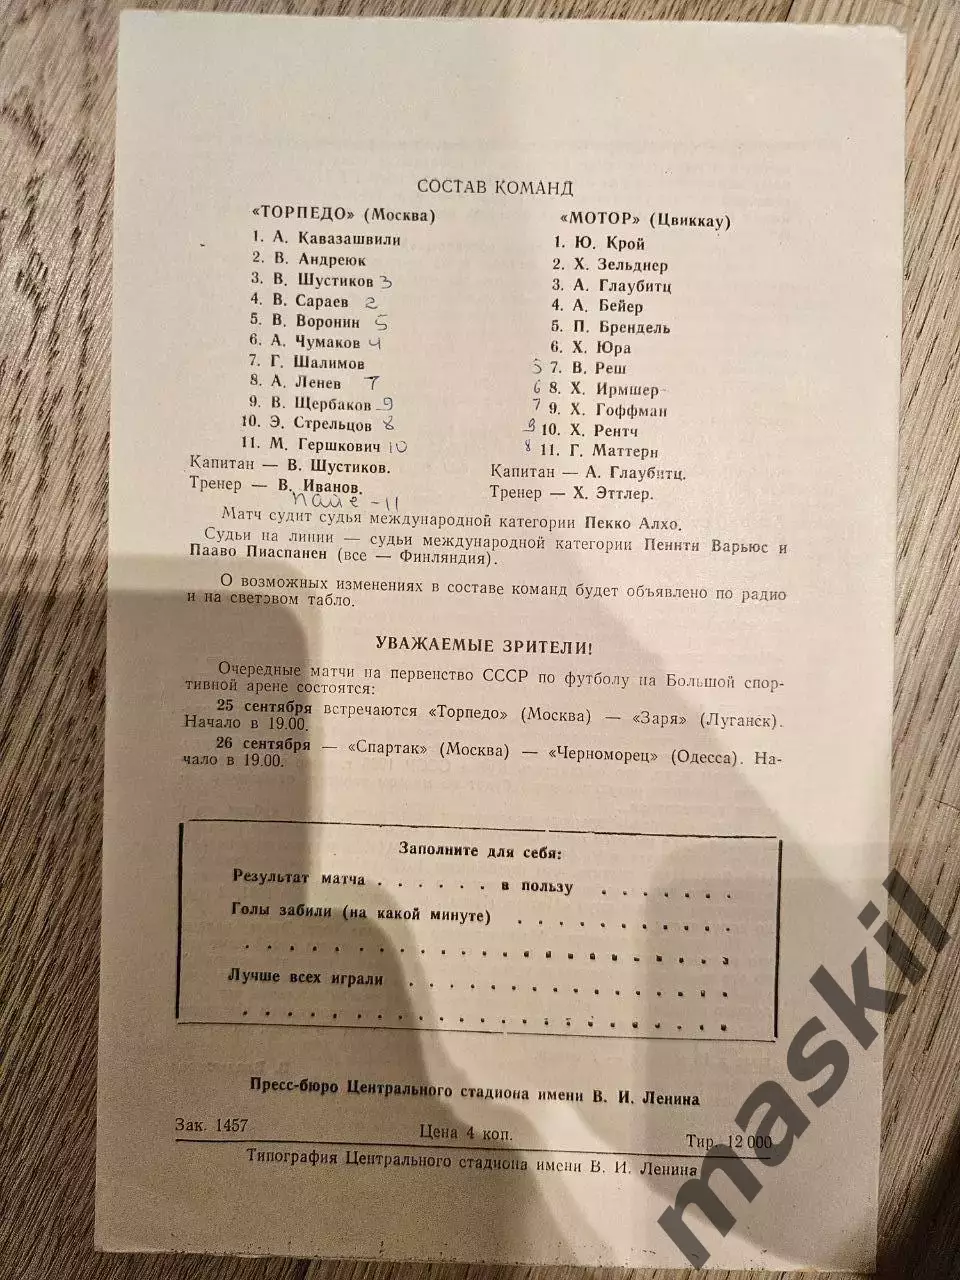 СОСТАВ КОМАНД
«ТОРПЕДО» (Москва)
1. А. Кавазашвили
2. В. Андреюк
3. В. Шустиков 3
4. В. Сараев 2
5. В. Воронин 5
6. А. Чумаков 4
7. Г. Шалимов
8. А. Ленев 7
9. В. Щербаков 9
10. Э. Стрельцов 8
11. М. Гершкович 10
Капитан — В. Шустиков.
Тренер — В. Иванов.
Пайе - 11
«МОТОР» (Цвиккау)
1. Ю. Крой
2. Х. Зельднер
3. А. Глаубитц
4. А. Бейер
5. П. Брендель
6. Х. Юра
5 7. В. Реш
6 8. Х. Ирмшер
7 9. Х. Гоффман
9 10. Х. Рентч
8 11. Г. Маттерн
Капитан — А. Глаубитц.
Тренер — Х. Эттлер.
Матч судит судья международной категории Пекко Алхо.
Судьи на линии — судьи международной категории Пеннти Варьюс и
Пааво Пиаспанен (все — Финляндия).
О возможных изменениях в составе команд будет объявлено по радио
и на световом табло.
УВАЖАЕМЫЕ ЗРИТЕЛИ!
Очередные матчи на первенство СССР по футболу на Большой спор-
тивной арене состоятся:
25 сентября встречаются «Торпедо» (Москва) — «Заря» (Луганск).
Начало в 19.00.
26 сентября — «Спартак» (Москва) — «Черноморец» (Одесса). На-
чало в 19.00.
Заполните для себя:
Результат матча . . . . . . в пользу . . . . . . .
Голы забили (на какой минуте) . . . . . . . . . . .
Лучше всех играли . . . . . . . . . . . . . . . .
Пресс-бюро Центрального стадиона имени В. И. Ленина
Зак. 1457 Цена 4 коп. Тир. 12 000
Типография Центрального стадиона имени В. И. Ленина
maskil